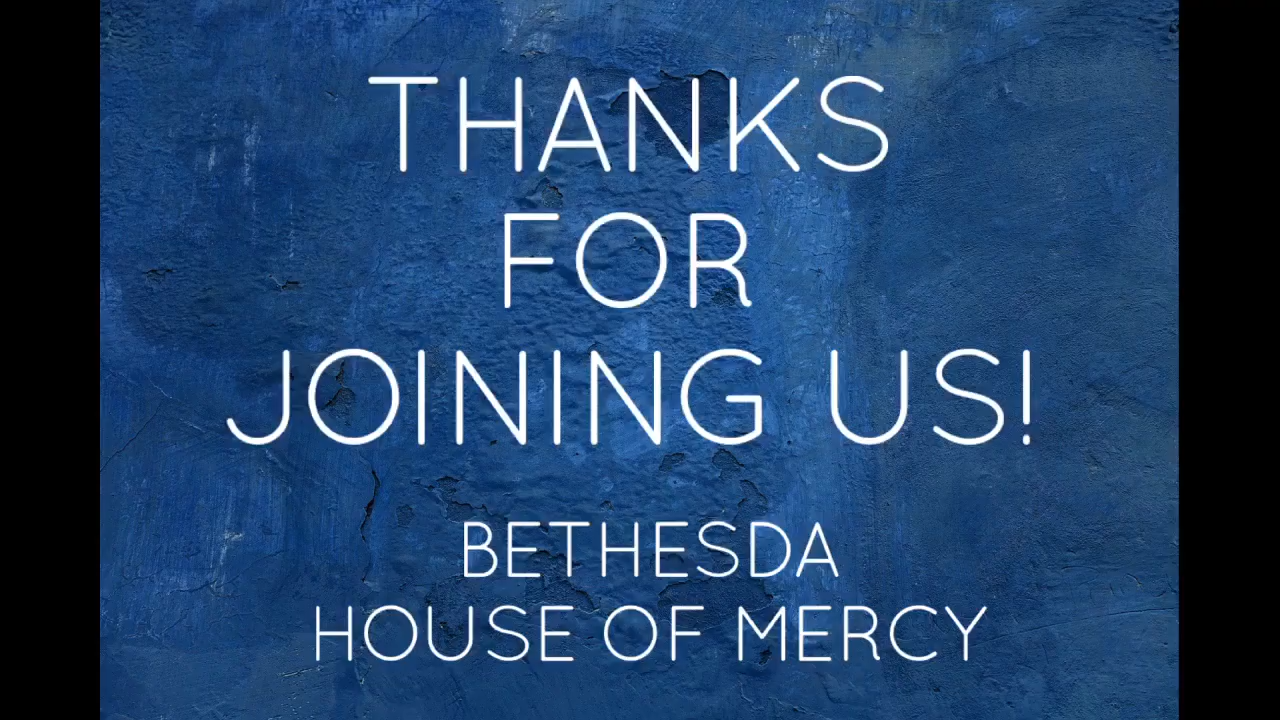 THANKS
FOR
JOINING US!
BETHESDA
HOUSE OF MERCY